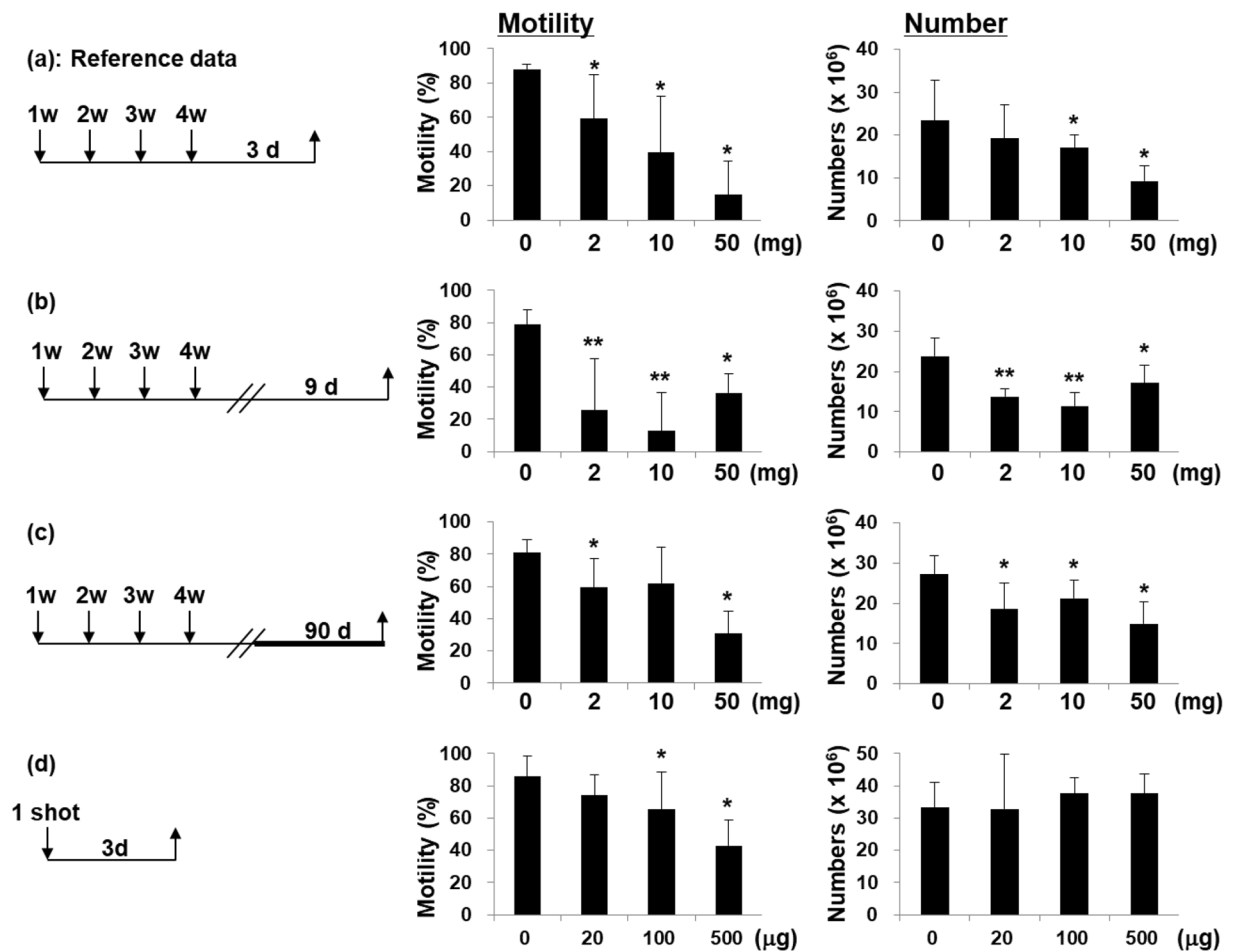 Motility
Number
(a): Reference data
1w 2w 3w 4w
3 d
Motility (%)
100
80
60
40
20
0
* * *
0 2 10 50 (mg)
Numbers (x 10⁶)
40
30
20
10
0
* *
0 2 10 50 (mg)
(b)
1w 2w 3w 4w
9 d
Motility (%)
100
80
60
40
20
0
** ** *
0 2 10 50 (mg)
Numbers (x 10⁶)
40
30
20
10
0
** ** *
0 2 10 50 (mg)
(c)
1w 2w 3w 4w
90 d
Motility (%)
100
80
60
40
20
0
* *
0 2 10 50 (mg)
Numbers (x 10⁶)
40
30
20
10
0
* * *
0 2 10 50 (mg)
(d)
1 shot
3d
Motility (%)
100
80
60
40
20
0
* *
0 20 100 500 (μg)
Numbers (x 10⁶)
50
40
30
20
10
0
0 20 100 500 (μg)